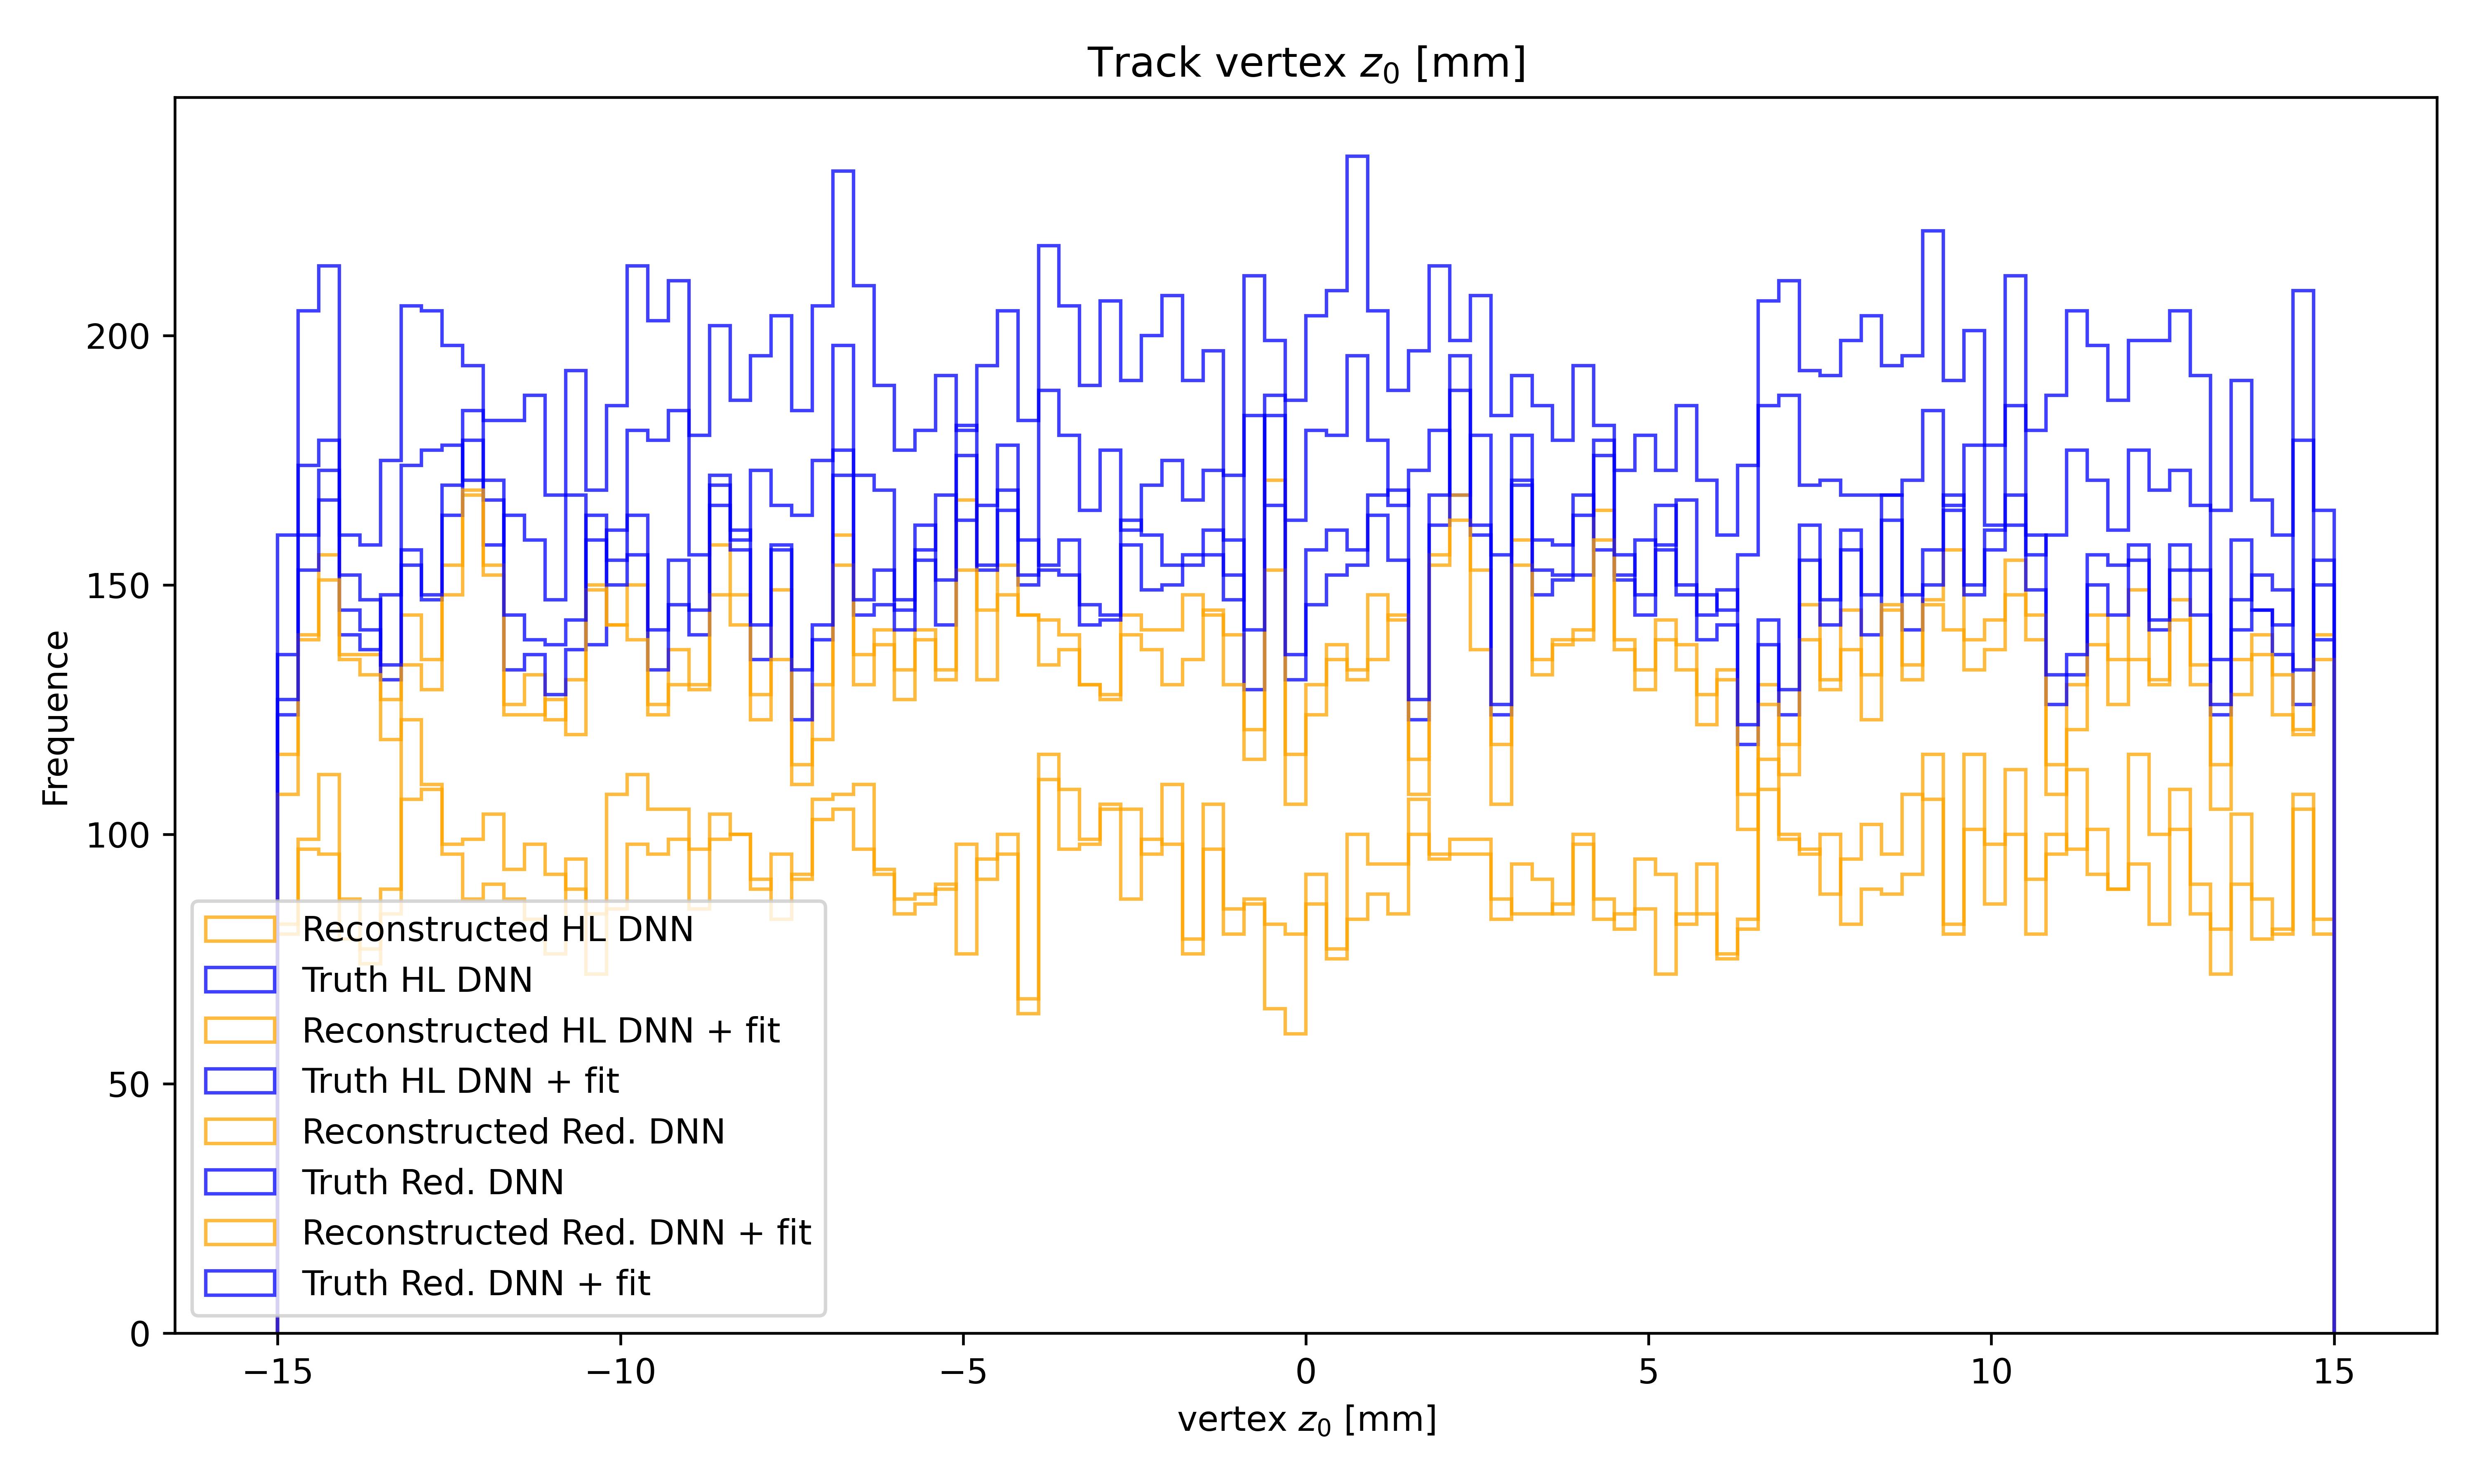 Track vertex z₀ [mm]
Frequence
200
150
100
50
0
Reconstructed HL DNN
Truth HL DNN
Reconstructed HL DNN + fit
Truth HL DNN + fit
Reconstructed Red. DNN
Truth Red. DNN
Reconstructed Red. DNN + fit
Truth Red. DNN + fit
−15 −10 −5 0 5 10 15
vertex z₀ [mm]